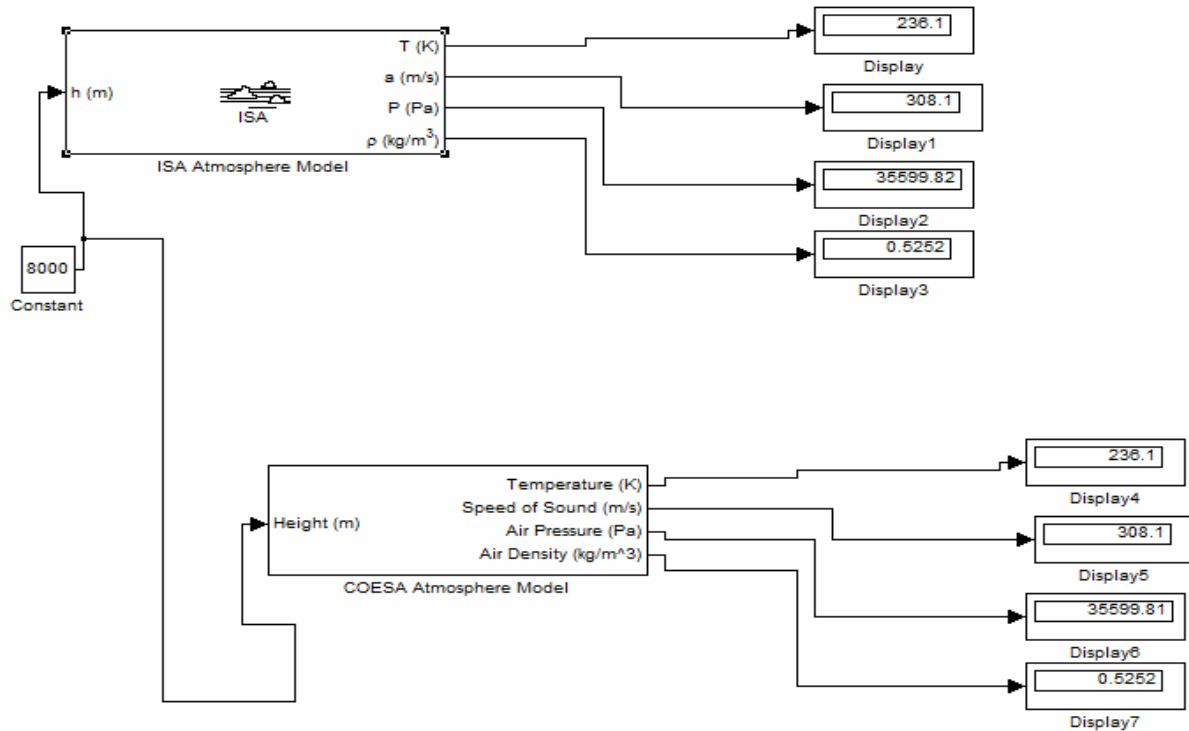 T (K)
236.1
Display
h (m)
a (m/s)
ISA
P (Pa)
308.1
Display1
ρ (kg/m³)
ISA Atmosphere Model
35599.82
Display2
8000
Constant
0.5252
Display3
Temperature (K)
236.1
Display4
Height (m)
Speed of Sound (m/s)
Air Pressure (Pa)
308.1
Display5
Air Density (kg/m^3)
COESA Atmosphere Model
35599.81
Display6
0.5252
Display7